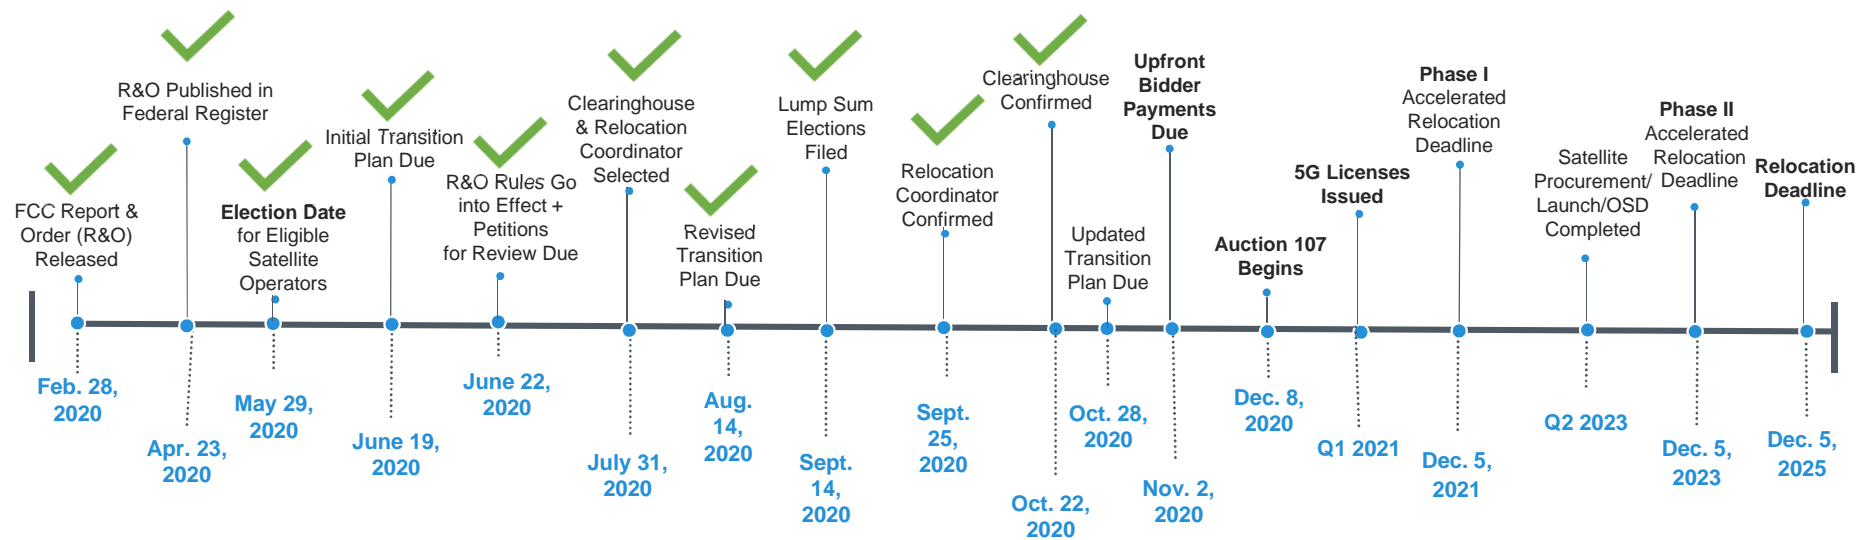 FCC Report &
Order (R&O)
Released
Feb. 28,
2020
R&O Published in
Federal Register
Apr. 23,
2020
Election Date
for Eligible
Satellite
Operators
May 29,
2020
Initial Transition
Plan Due
June 19,
2020
R&O Rules Go
into Effect +
Petitions
for Review Due
June 22,
2020
Clearinghouse
& Relocation
Coordinator
Selected
July 31,
2020
Revised
Transition
Plan Due
Aug.
14,
2020
Lump Sum
Elections
Filed
Sept.
14,
2020
Relocation
Coordinator
Confirmed
Sept.
25,
2020
Clearinghouse
Confirmed
Oct. 22,
2020
Updated
Transition
Plan Due
Oct. 28,
2020
Upfront
Bidder
Payments
Due
Nov. 2,
2020
Auction 107
Begins
Dec. 8,
2020
5G Licenses
Issued
Q1 2021
Phase I
Accelerated
Relocation
Deadline
Dec. 5,
2021
Satellite
Procurement/
Launch/OSD
Completed
Q2 2023
Phase II
Accelerated
Relocation
Deadline
Dec. 5,
2023
Relocation
Deadline
Dec. 5,
2025